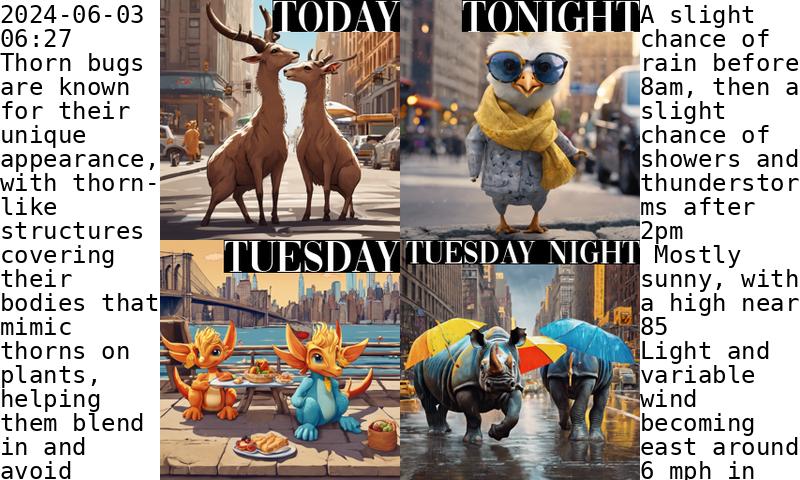 2024-06-03
06:27
Thorn bugs
are known
for their
unique
appearance,
with thorn-
like
structures
covering
their
bodies that
mimic
thorns on
plants,
helping
them blend
in and
avoid
TODAY
TONIGHT
TUESDAY
TUESDAY NIGHT
A slight
chance of
rain before
8am, then a
slight
chance of
showers and
thunderstor
ms after
2pm
Mostly
sunny, with
a high near
85
Light and
variable
wind
becoming
east around
6 mph in